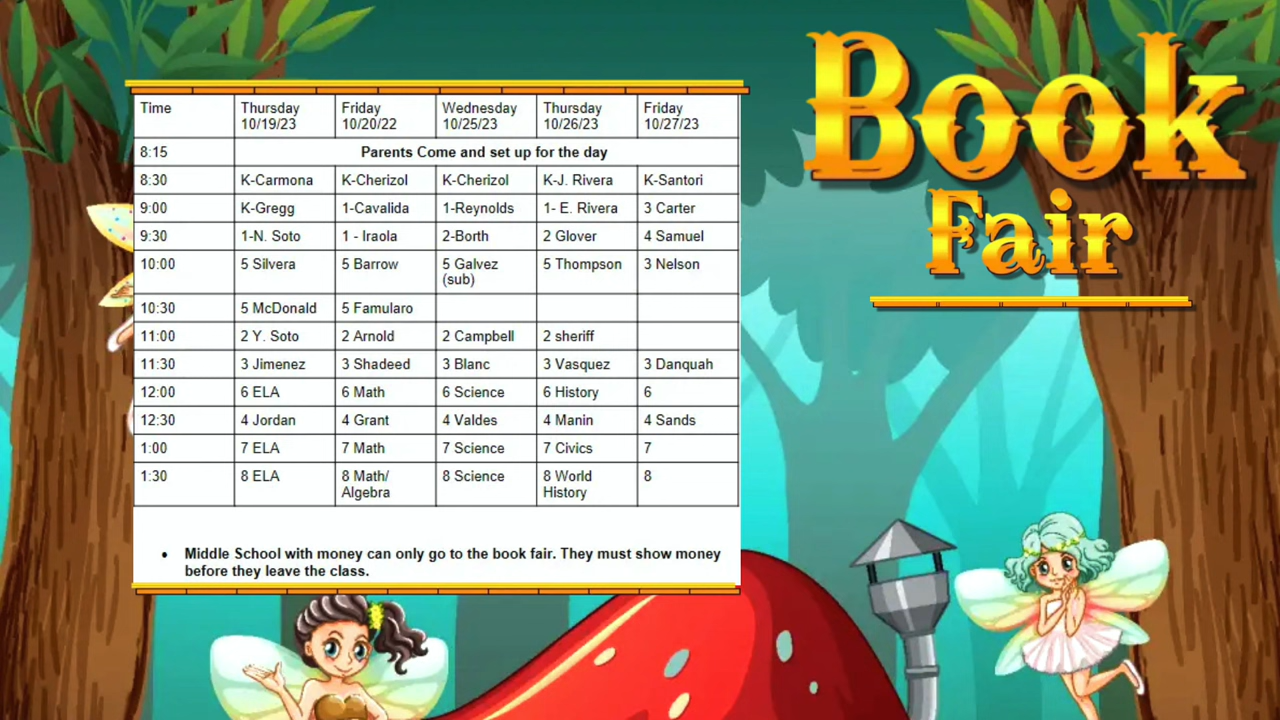 Book
Fair
Time Thursday 10/19/23 Friday 10/20/22 Wednesday 10/25/23 Thursday 10/26/23 Friday 10/27/23
8:15 Parents Come and set up for the day
8:30 K-Carmona K-Cherizol K-Cherizol K-J. Rivera K-Santori
9:00 K-Gregg 1-Cavalida 1-Reynolds 1- E. Rivera 3 Carter
9:30 1-N. Soto 1 - Iraola 2-Borth 2 Glover 4 Samuel
10:00 5 Silvera 5 Barrow 5 Galvez (sub) 5 Thompson 3 Nelson
10:30 5 McDonald 5 Famularo
11:00 2 Y. Soto 2 Arnold 2 Campbell 2 sheriff
11:30 3 Jimenez 3 Shadeed 3 Blanc 3 Vasquez 3 Danquah
12:00 6 ELA 6 Math 6 Science 6 History 6
12:30 4 Jordan 4 Grant 4 Valdes 4 Manin 4 Sands
1:00 7 ELA 7 Math 7 Science 7 Civics 7
1:30 8 ELA 8 Math/ Algebra 8 Science 8 World History 8
• Middle School with money can only go to the book fair. They must show money
before they leave the class.